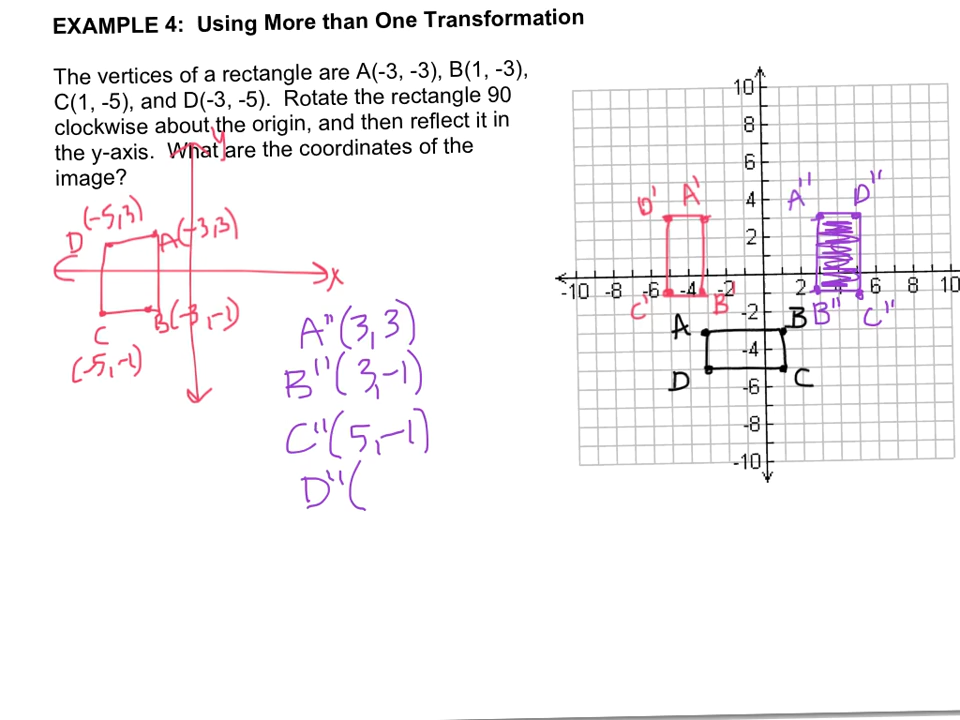 EXAMPLE 4: Using More than One Transformation
The vertices of a rectangle are A(-3, -3), B(1, -3),
C(1, -5), and D(-3, -5). Rotate the rectangle 90
clockwise about the origin, and then reflect it in
the y-axis. What are the coordinates of the
image?
y
(-5,3)
D
A(-3,3)
x
C
B(-3,-1)
(-5,-1)
A"(3,3)
B"(3,-1)
C"(5,-1)
D"(
10
8
6
4
2
-10 -8 -6 -4 -2 2 4 6 8 10
-2
-4
-6
-8
-10
D' A'
C' B'
A" D"
B" C"
A B
D C